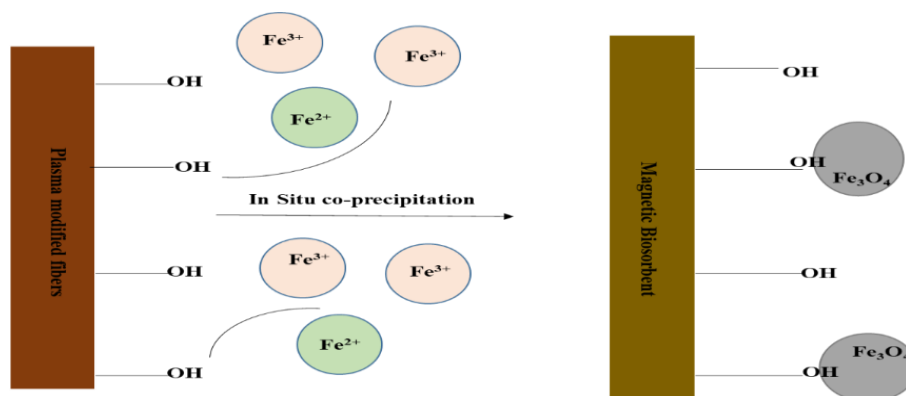 Plasma modified fibers
OH
OH
OH
OH
Fe³⁺
Fe³⁺
Fe²⁺
In Situ co-precipitation
Fe³⁺
Fe³⁺
Fe²⁺
Magnetic Biosorbent
OH
OH
Fe₃O₄
OH
OH
Fe₃O